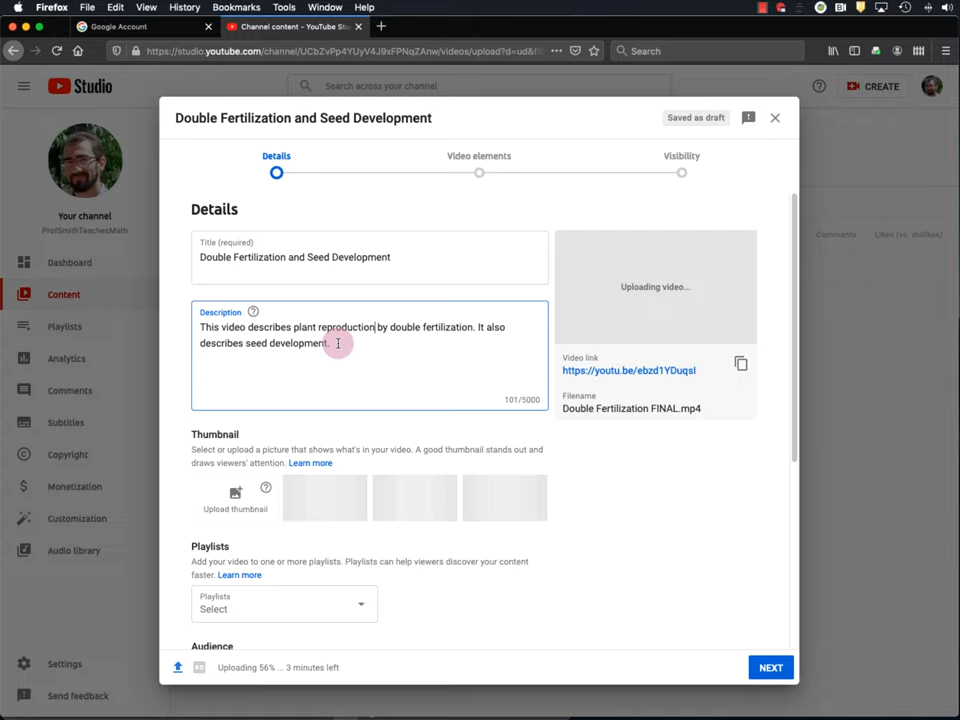 Firefox File Edit View History Bookmarks Tools Window Help
Google Account
Channel content - YouTube Stu
https://studio.youtube.com/channel/UCbZvPp4YUyV4J9xFPNqZAnw/videos/upload?d=ud&fil
Search
Studio
Search across your channel
CREATE
Your channel
ProfSmithTeachesMath
Dashboard
Content
Playlists
Analytics
Comments
Subtitles
Copyright
Monetization
Customization
Audio library
Settings
Send feedback
Comments Likes (vs. dislikes)
Double Fertilization and Seed Development
Saved as draft
Details Video elements Visibility
Details
Title (required)
Double Fertilization and Seed Development
Description
This video describes plant reproduction by double fertilization. It also
describes seed development.
101/5000
Uploading video...
Video link
https://youtu.be/ebzd1YDuqsI
Filename
Double Fertilization FINAL.mp4
Thumbnail
Select or upload a picture that shows what's in your video. A good thumbnail stands out and
draws viewers' attention. Learn more
Upload thumbnail
Playlists
Add your video to one or more playlists. Playlists can help viewers discover your content
faster. Learn more
Playlists
Select
Audience
Uploading 56% ... 3 minutes left
NEXT